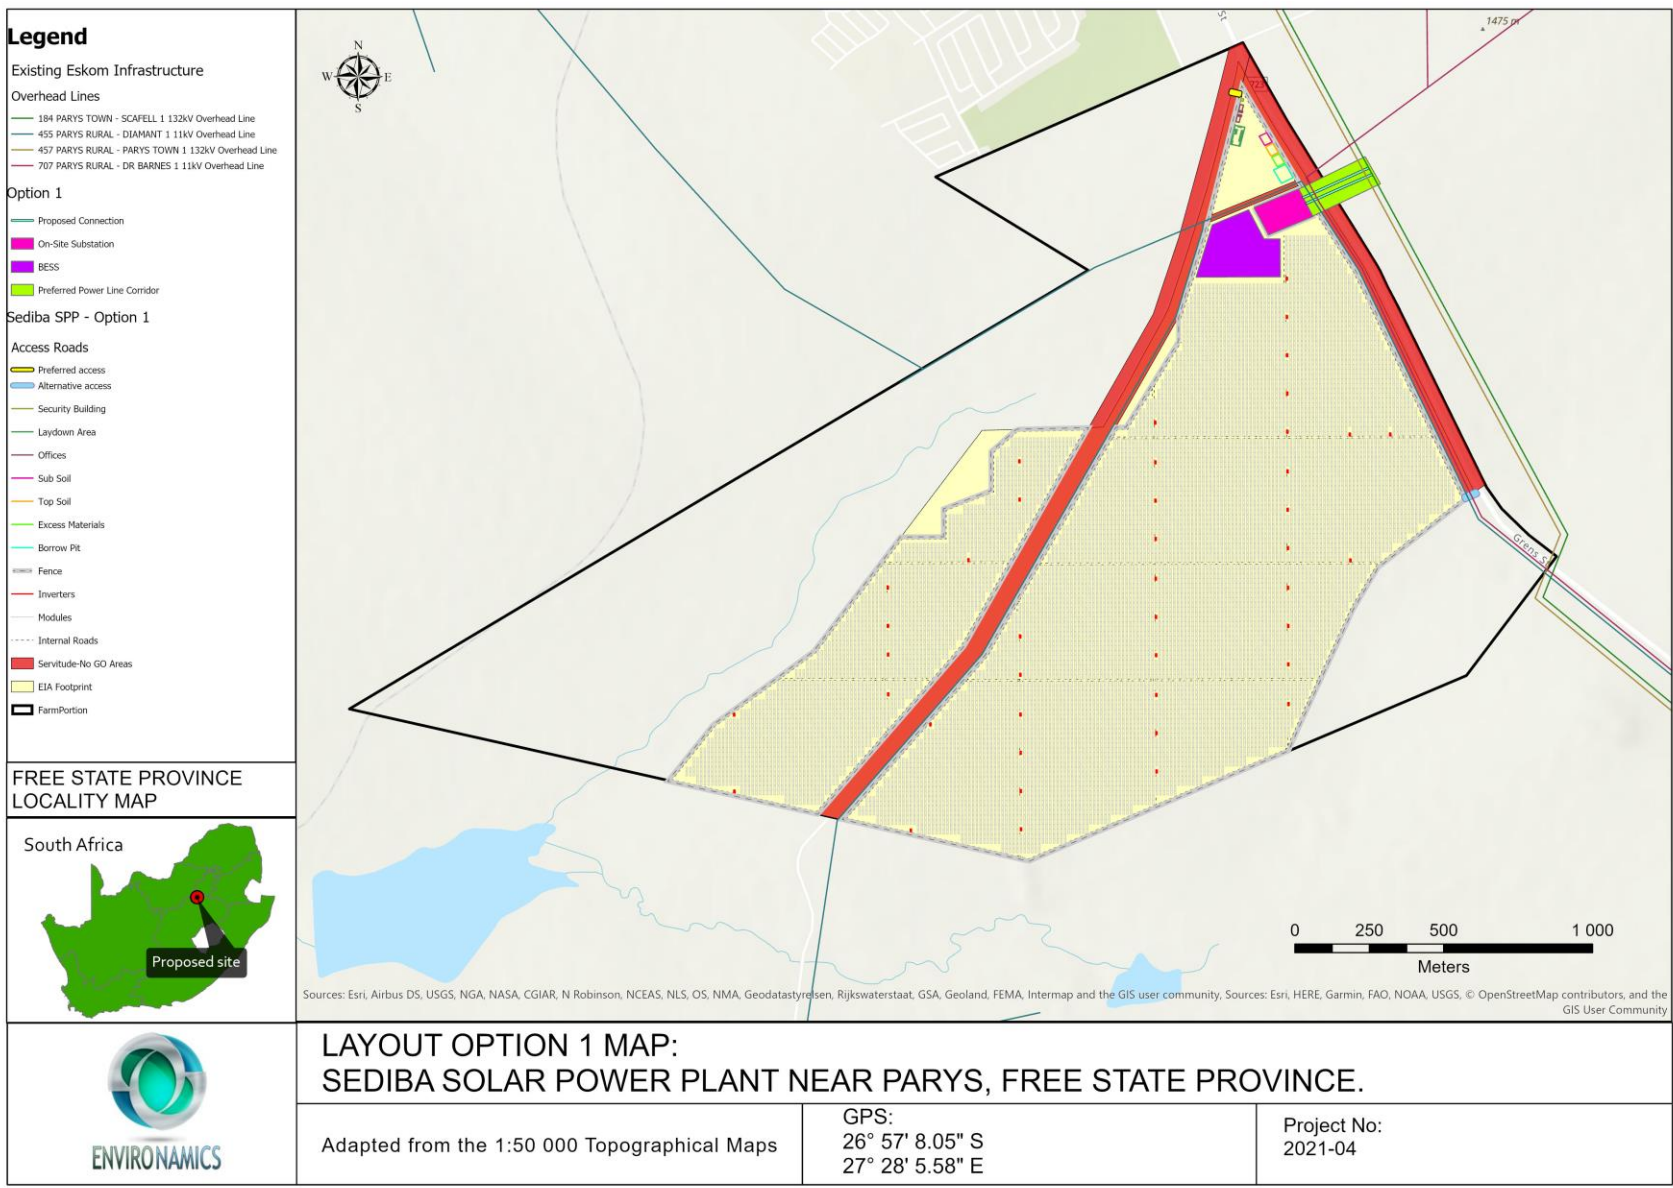 Legend
Existing Eskom Infrastructure
Overhead Lines
184 PARYS TOWN - SCAFELL 1 132kV Overhead Line
455 PARYS RURAL - DIAMANT 1 11kV Overhead Line
457 PARYS RURAL - PARYS TOWN 1 132kV Overhead Line
707 PARYS RURAL - DR BARNES 1 11kV Overhead Line
Option 1
Proposed Connection
On-Site Substation
BESS
Preferred Power Line Corridor
Sediba SPP - Option 1
Access Roads
Preferred access
Alternative access
Security Building
Laydown Area
Offices
Sub Soil
Top Soil
Excess Materials
Borrow Pit
Fence
Inverters
Modules
Internal Roads
Servitude-No GO Areas
EIA Footprint
FarmPortion
FREE STATE PROVINCE
LOCALITY MAP
South Africa
Proposed site
ENVIRONAMICS
N
W E
S
St
1475 m
Grens S
0 250 500 1 000
Meters
Sources: Esri, Airbus DS, USGS, NGA, NASA, CGIAR, N Robinson, NCEAS, NLS, OS, NMA, Geodatastyrelsen, Rijkswaterstaat, GSA, Geoland, FEMA, Intermap and the GIS user community, Sources: Esri, HERE, Garmin, FAO, NOAA, USGS, © OpenStreetMap contributors, and the
GIS User Community
LAYOUT OPTION 1 MAP:
SEDIBA SOLAR POWER PLANT NEAR PARYS, FREE STATE PROVINCE.
Adapted from the 1:50 000 Topographical Maps
GPS:
26° 57' 8.05" S
27° 28' 5.58" E
Project No:
2021-04